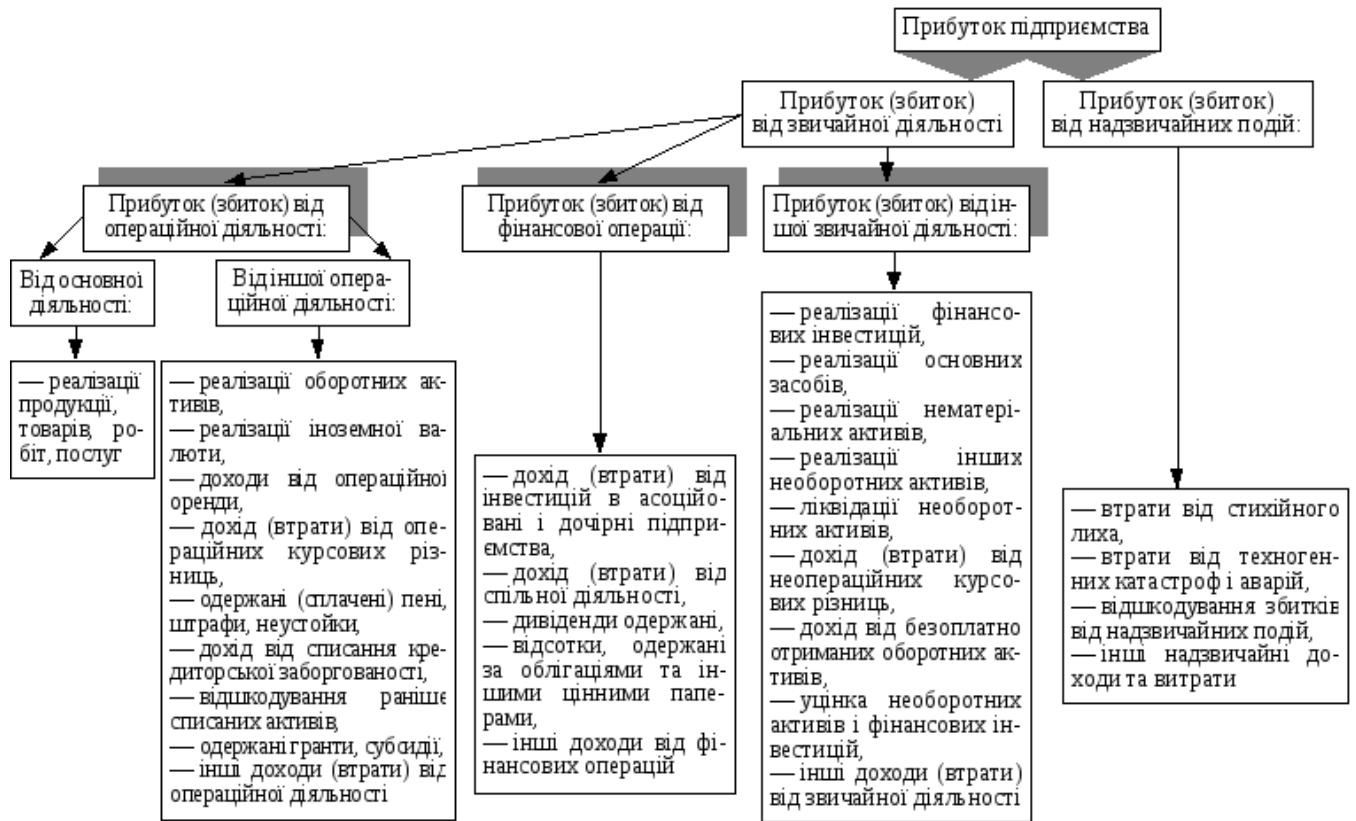 Прибуток підприємства
Прибуток (збиток)
від звичайної діяльності
Прибуток (збиток)
від надзвичайних подій:
Прибуток (збиток) від
операційної діяльності:
Прибуток (збиток) від
фінансової операції:
Прибуток (збиток) від ін-
шої звичайної діяльності:
Від основної
діяльності:
Від іншої опера-
ційної діяльності:
— реалізації
продукції,
товарів, ро-
біт, послуг
— реалізації оборотних ак-
тивів,
— реалізації іноземної ва-
люти,
— доходи від операційної
оренди,
— дохід (втрати) від опе-
раційних курсових різ-
ниць,
— одержані (сплачені) пені,
штрафи, неустойки,
— дохід від списання кре-
диторської заборгованості,
— відшкодування раніше
списаних активів,
— одержані гранти, субсидії,
— інші доходи (втрати) від
операційної діяльності
— дохід (втрати) від
інвестицій в асоційо-
вані і дочірні підпри-
ємства,
— дохід (втрати) від
спільної діяльності,
— дивіденди одержані,
— відсотки, одержані
за облігаціями та ін-
шими цінними папе-
рами,
— інші доходи від фі-
нансових операцій
— реалізації фінансо-
вих інвестицій,
— реалізації основних
засобів,
— реалізації нематері-
альних активів,
— реалізації інших
необоротних активів,
— ліквідації необорот-
них активів,
— дохід (втрати) від
неопераційних курсо-
вих різниць,
— дохід від безоплатно
отриманих оборотних ак-
тивів,
— уцінка необоротних
активів і фінансових ін-
вестицій,
— інші доходи (втрати)
від звичайної діяльності
— втрати від стихійного
лиха,
— втрати від техноген-
них катастроф і аварій,
— відшкодування збитків
від надзвичайних подій,
— інші надзвичайні до-
ходи та витрати